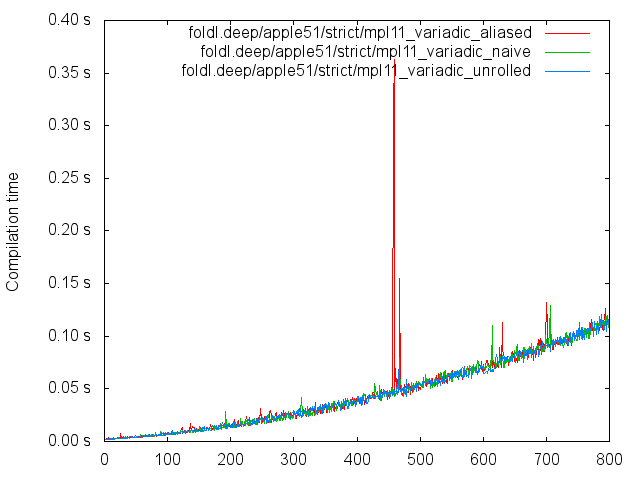 foldl.deep/apple51/strict/mpl11_variadic_aliased
foldl.deep/apple51/strict/mpl11_variadic_naive
foldl.deep/apple51/strict/mpl11_variadic_unrolled
0.40 s
0.35 s
0.30 s
0.25 s
0.20 s
0.15 s
0.10 s
0.05 s
0.00 s
Compilation time
0 100 200 300 400 500 600 700 800